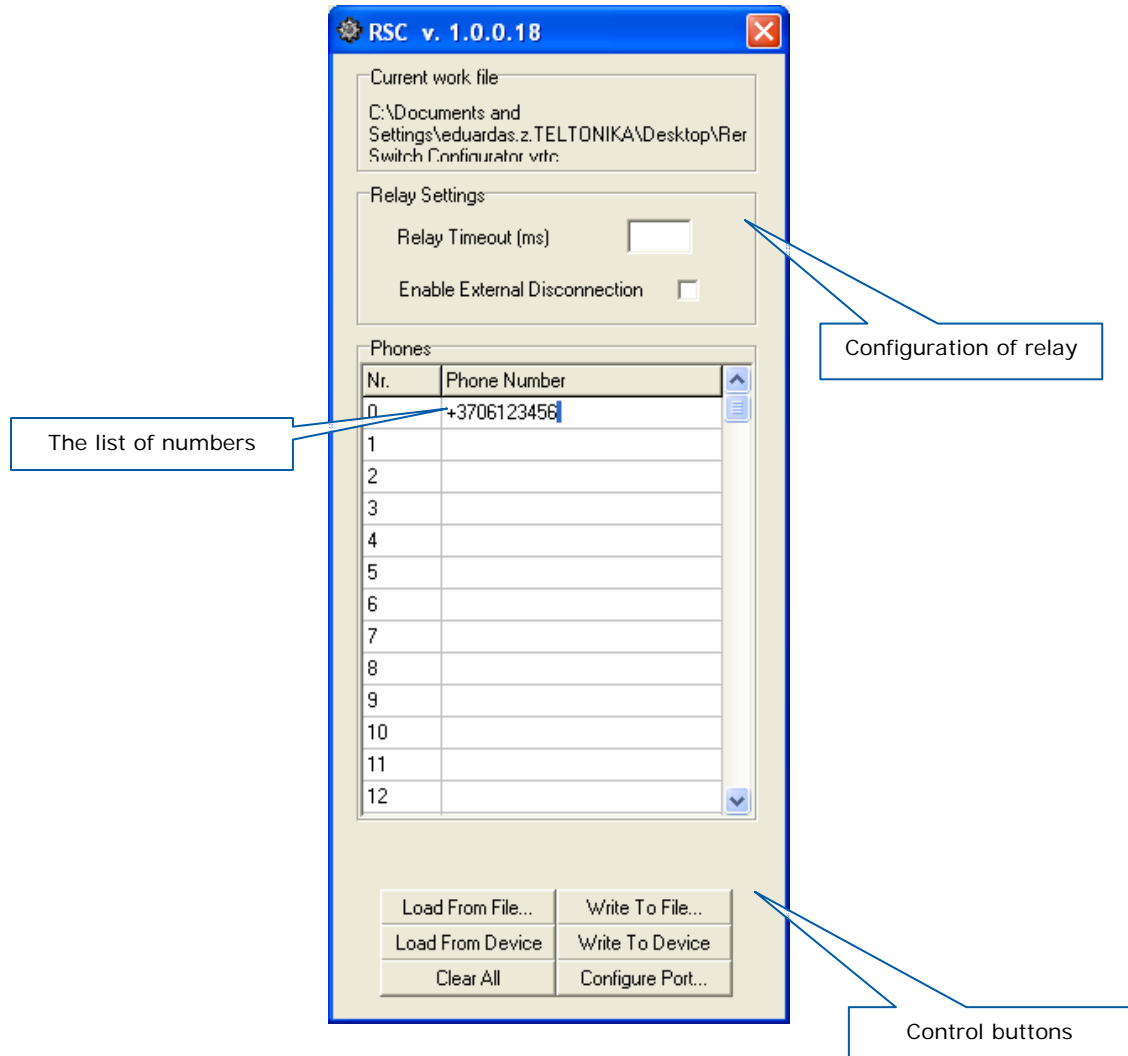 RSC v. 1.0.0.18
Current work file
C:\Documents and
Settings\eduardas.z.TELTONIKA\Desktop\Rer
Switch Configurator.vrtc
Relay Settings
Relay Timeout (ms)
Enable External Disconnection
Configuration of relay
Phones
Nr. Phone Number
0 +3706123456
The list of numbers
1
2
3
4
5
6
7
8
9
10
11
12
Load From File... Write To File...
Load From Device Write To Device
Clear All Configure Port...
Control buttons